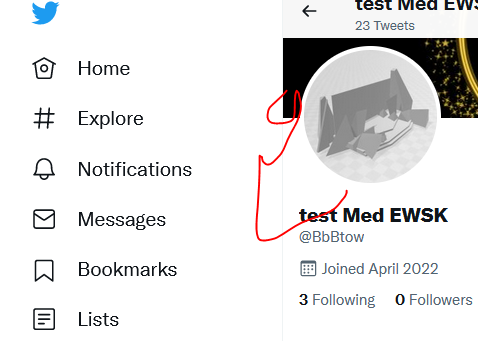 Home
Explore
Notifications
Messages
Bookmarks
Lists
test Med EWS
23 Tweets
test Med EWSK
@BbBtow
Joined April 2022
3 Following 0 Followers